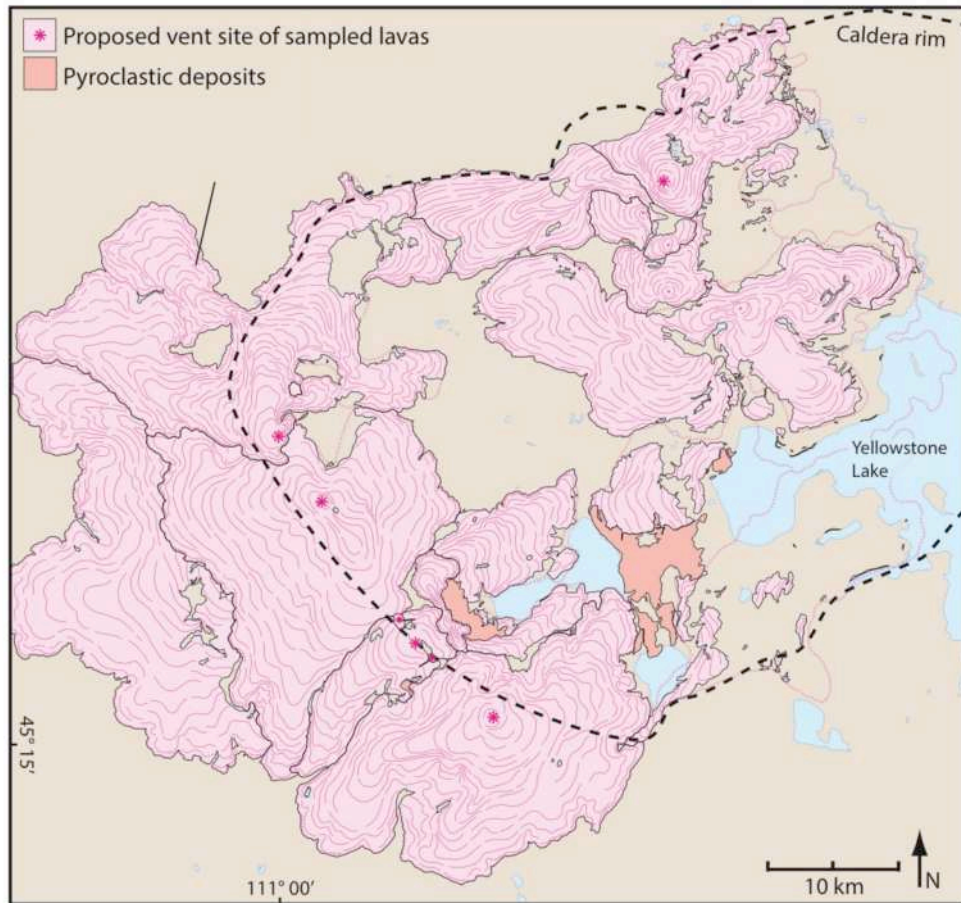 Proposed vent site of sampled lavas
Pyroclastic deposits
Caldera rim
Yellowstone
Lake
45° 15'
111° 00'
10 km
N